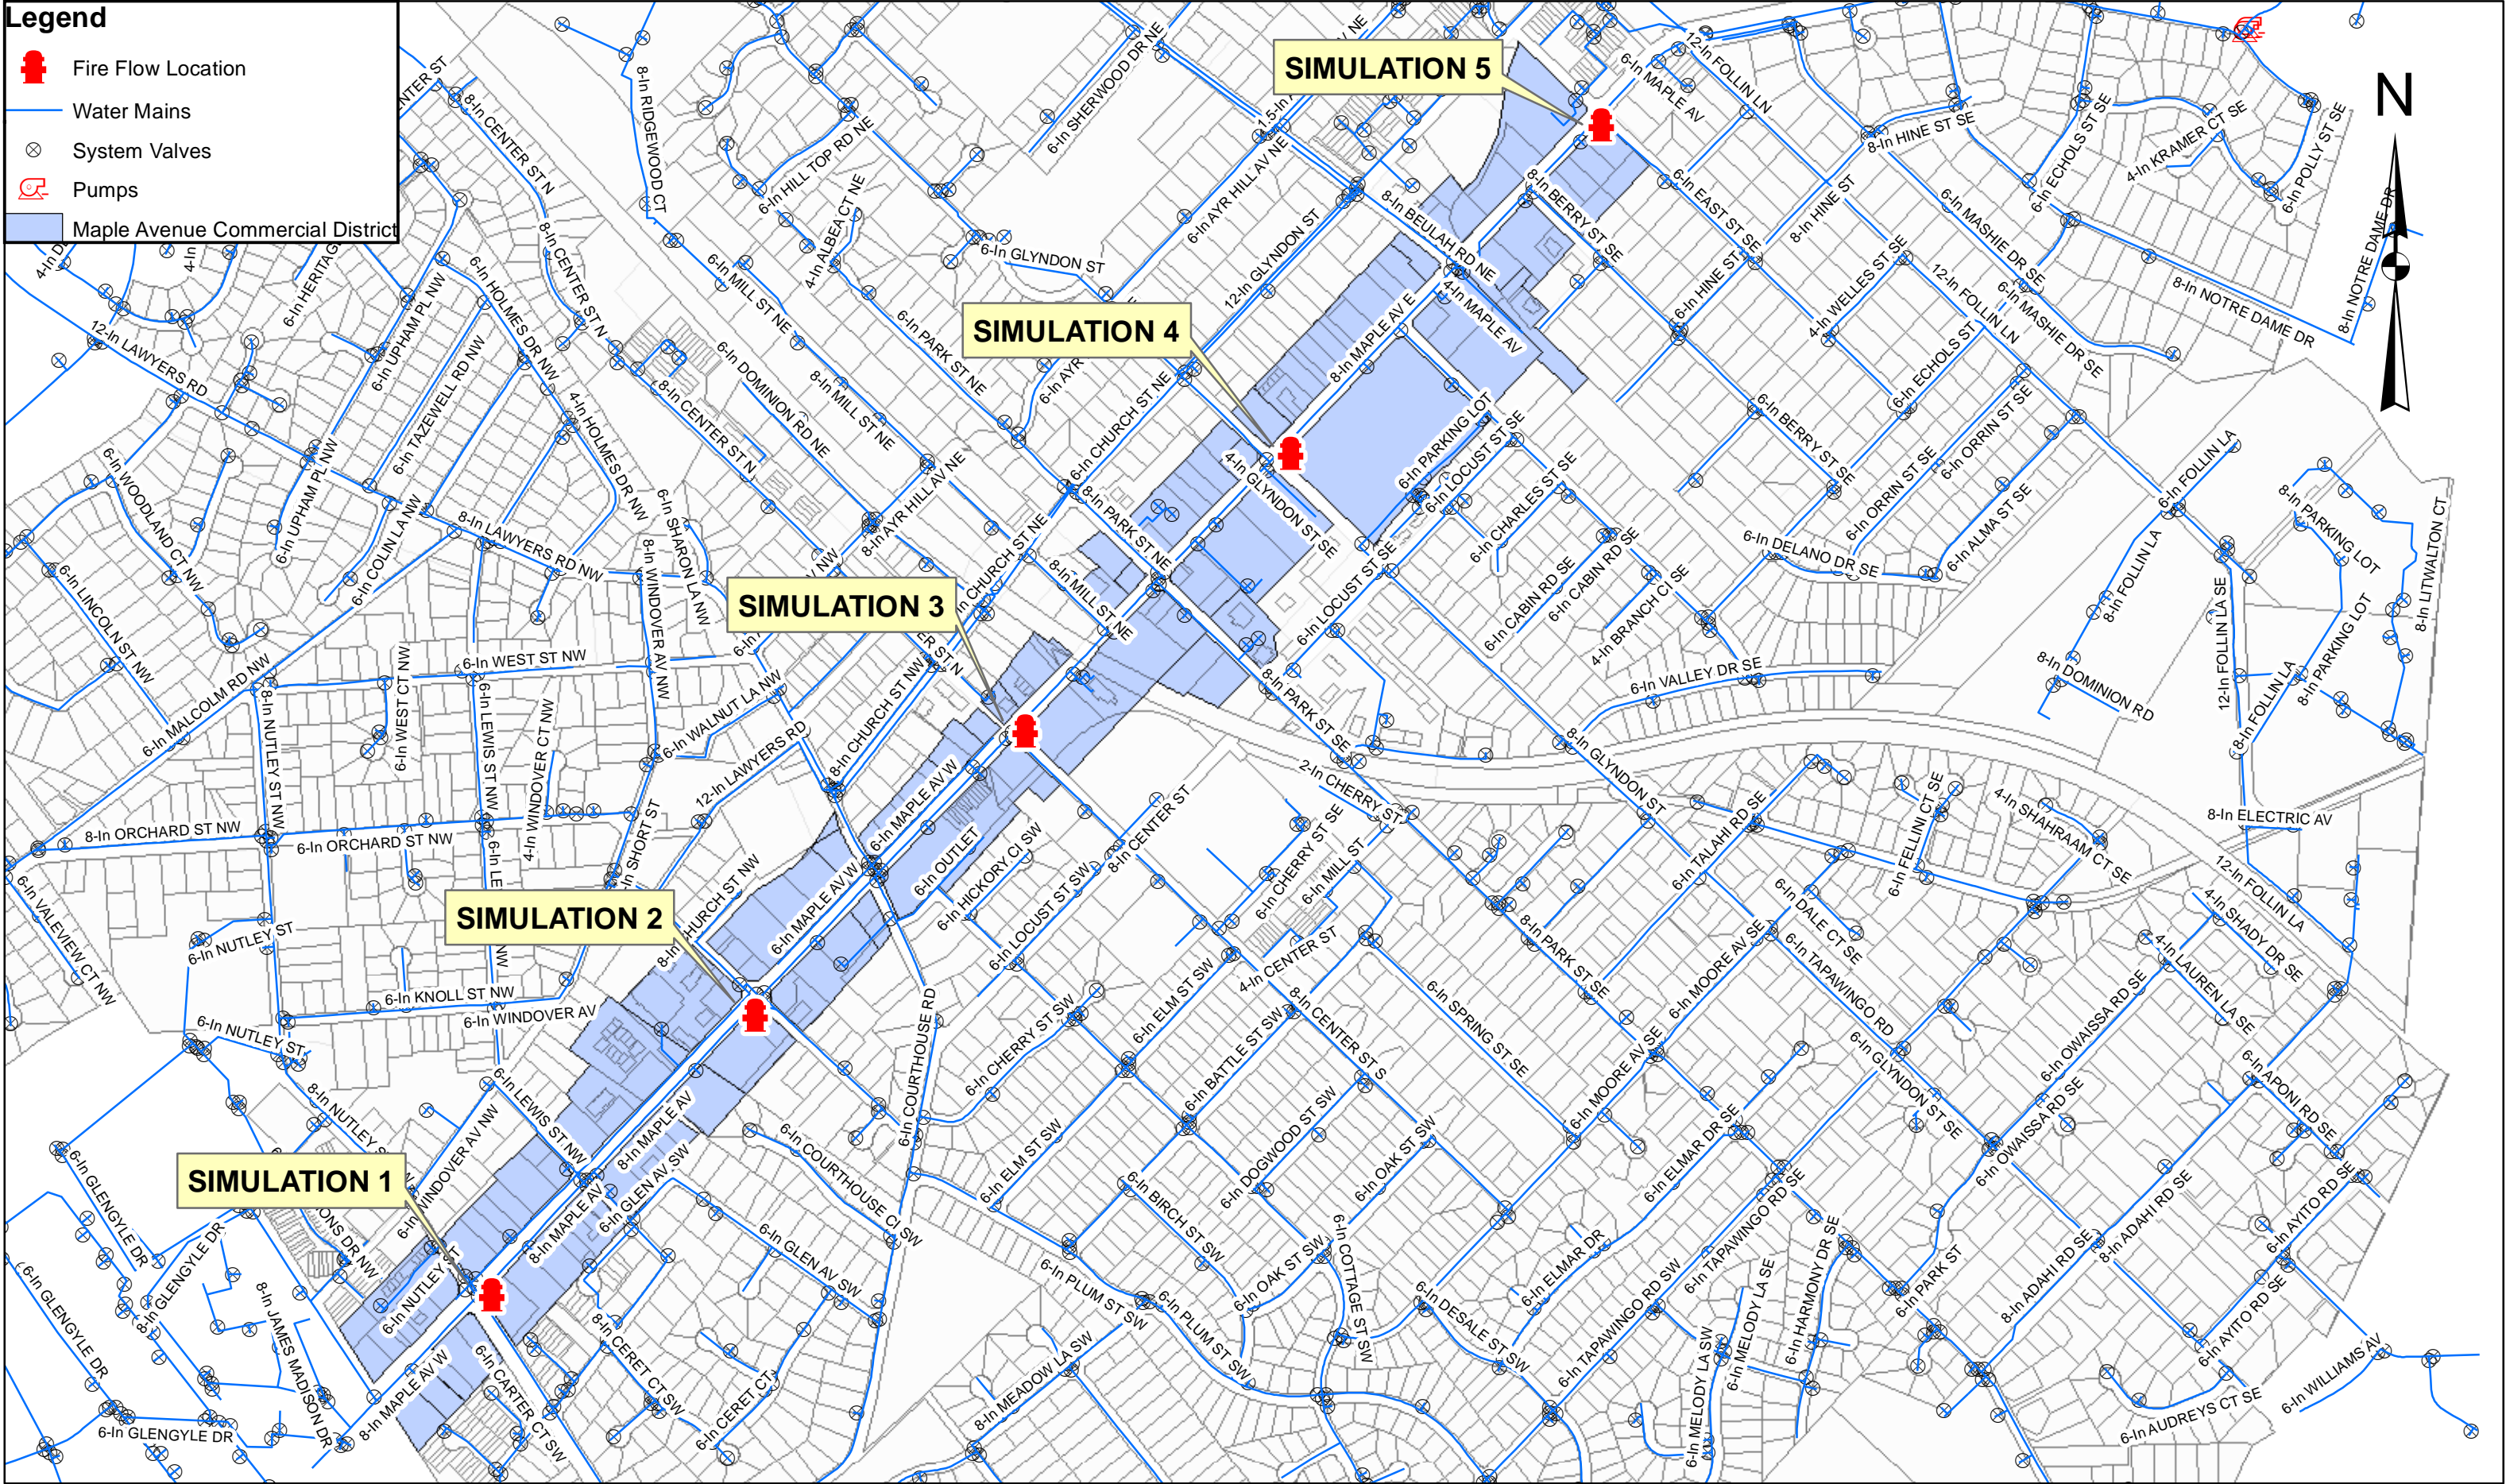 Legend
Fire Flow Location
Water Mains
System Valves
Pumps
Maple Avenue Commercial District
N
SIMULATION 5
SIMULATION 4
SIMULATION 3
SIMULATION 2
SIMULATION 1
8-In CENTER ST N
8-In RIDGEWOOD CT
6-In SHERWOOD DR NE
6-In HILL TOP RD NE
4-In ALBEA CT NE
6-In AYR HILL AV NE
12-In GLYNDON ST
6-In GLYNDON ST
8-In BEULAH RD NE
6-In MAPLE AV
12-In FOLLIN LN
8-In HINE ST SE
6-In ECHOLS ST SE
4-In KRAMER CT SE
6-In POLLY ST SE
8-In NOTRE DAME DR
8-In NOTRE DAME DR
6-In MASHIE DR SE
6-In MASHIE DR SE
8-In BERRY ST SE
6-In EAST ST SE
8-In HINE ST
6-In HINE ST
4-In WELLES ST SE
12-In FOLLIN LN
6-In ECHOLS ST
6-In ORRIN ST SE
6-In ORRIN ST SE
6-In ALMA ST SE
6-In DELANO DR SE
6-In BERRY ST SE
4-In MAPLE AV
8-In MAPLE AV E
6-In PARKING LOT
6-In LOCUST ST SE
6-In CHARLES ST SE
6-In CABIN RD SE
6-In CABIN RD SE
4-In BRANCH CI SE
6-In VALLEY DR SE
6-In LOCUST ST SE
4-In GLYNDON ST SE
8-In PARK ST NE
6-In CHURCH ST NE
6-In PARK ST NE
6-In MILL ST NE
8-In MILL ST NE
6-In DOMINION RD NE
8-In CENTER ST N
8-In CENTER ST N
8-In AYR HILL AV NE
8-In MILL ST NE
6-In HOLMES DR NW
4-In HOLMES DR NW
6-In UPHAM PL NW
6-In UPHAM PL NW
6-In TAZEWELL RD NW
12-In LAWYERS RD
6-In WOODLAND CT NW
6-In COLIN LA NW
8-In LAWYERS RD NW
6-In SHARON LA NW
8-In WINDOVER AV NW
6-In LINCOLN ST NW
6-In MALCOLM RD NW
6-In WEST ST NW
6-In WEST CT NW
6-In LEWIS ST NW
4-In WINDOVER CT NW
6-In WALNUT LA NW
12-In LAWYERS RD
8-In CHURCH ST NW
8-In NUTLEY ST NW
8-In ORCHARD ST NW
6-In ORCHARD ST NW
6-In VALEVIEW CT NW
6-In NUTLEY ST
6-In NUTLEY ST
6-In KNOLL ST NW
6-In WINDOVER AV
6-In MAPLE AV W
6-In MAPLE AV W
6-In OUTLET
6-In HICKORY CI SW
6-In LOCUST ST SW
8-In CENTER ST
8-In PARK ST SE
2-In CHERRY ST
6-In CHERRY ST SE
6-In MILL ST
4-In CENTER ST
8-In GLYNDON ST
6-In TALAHI RD SE
6-In DALE CT SE
6-In FELLINI CT SE
4-In SHAHRAAM CT SE
8-In FOLLIN LA
6-In FOLLIN LA
8-In PARKING LOT
8-In PARKING LOT
8-In LITWALTON CT
12-In FOLLIN LA SE
8-In FOLLIN LA
8-In DOMINION RD
8-In ELECTRIC AV
12-In FOLLIN LA
4-In SHADY DR SE
4-In LAUREN LA SE
6-In OWAISSA RD SE
6-In OWAISSA RD SE
6-In OWAISSA RD SE
6-In APONI RD SE
6-In AYITO RD SE
6-In AYITO RD SE
8-In ADAHI RD SE
8-In ADAHI RD SE
6-In WILLIAMS AV
6-In AUDREYS CT SE
6-In PARK ST
8-In PARK ST SE
6-In MOORE AV SE
6-In MOORE AV SE
6-In TAPAWINGO RD
6-In GLYNDON ST SE
6-In SPRING ST SE
8-In CENTER ST S
6-In ELM ST SW
6-In BATTLE ST SW
6-In CHERRY ST SW
6-In COURTHOUSE RD
6-In DOGWOOD ST SW
6-In OAK ST SW
6-In ELM ST SW
6-In BIRCH ST SW
6-In OAK ST SW
6-In COTTAGE ST SW
6-In PLUM ST SW
6-In PLUM ST SW
6-In DESALE ST SW
6-In ELMAR DR SE
6-In ELMAR DR
6-In TAPAWINGO RD SE
6-In TAPAWINGO RD SW
6-In MELODY LA SE
6-In MELODY LA SW
6-In HARMONY DR SE
8-In MEADOW LA SW
6-In COURTHOUSE CI SW
6-In GLEN AV SW
6-In GLEN AV SW
8-In MAPLE AV
8-In MAPLE AV
6-In LEWIS ST NW
6-In WINDOVER AV NW
6-In NUTLEY ST
8-In MAPLE AV W
6-In CARTER CT SW
8-In CERET CT SW
6-In CERET CT
6-In GLENGYLE DR
8-In GLENGYLE DR
6-In GLENGYLE DR
6-In GLENGYLE DR
8-In JAMES MADISON DR